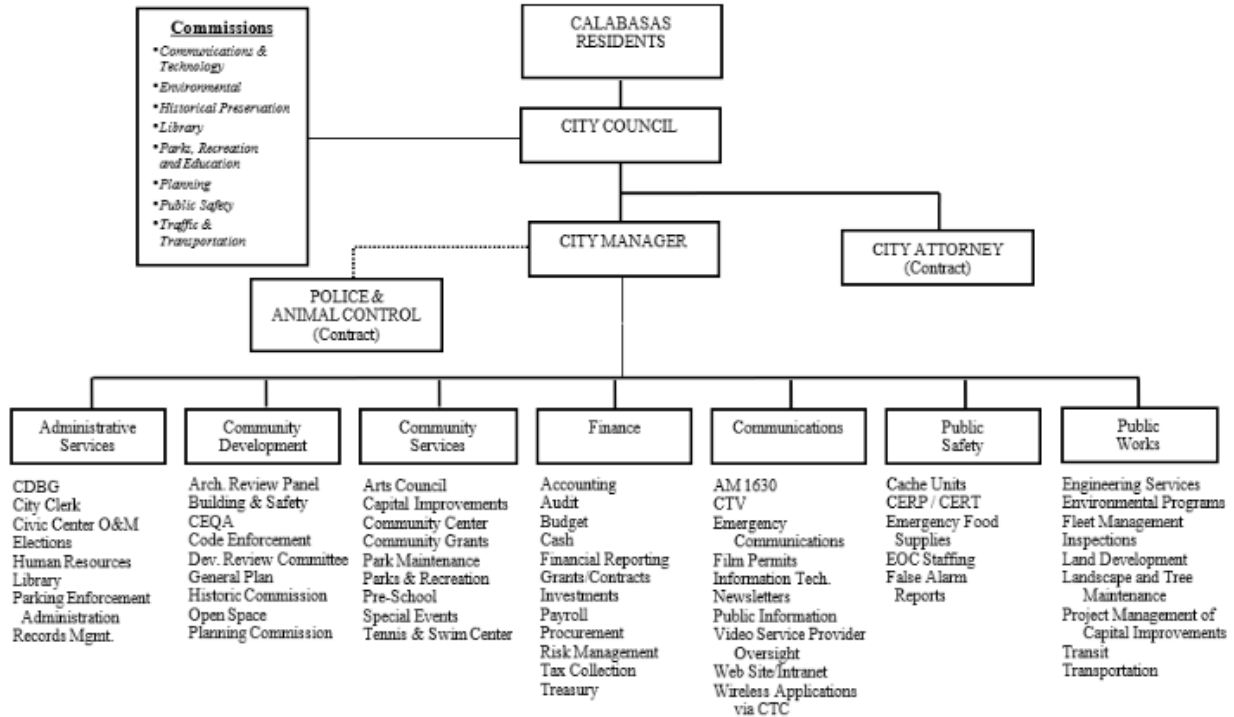 Commissions
•Communications &
Technology
•Environmental
•Historical Preservation
•Library
•Parks, Recreation
and Education
•Planning
•Public Safety
•Traffic &
Transportation
CALABASAS
RESIDENTS
CITY COUNCIL
CITY MANAGER
CITY ATTORNEY
(Contract)
POLICE &
ANIMAL CONTROL
(Contract)
Administrative
Services
CDBG
City Clerk
Civic Center O&M
Elections
Human Resources
Library
Parking Enforcement
Administration
Records Mgmt.
Community
Development
Arch. Review Panel
Building & Safety
CEQA
Code Enforcement
Dev. Review Committee
General Plan
Historic Commission
Open Space
Planning Commission
Community
Services
Arts Council
Capital Improvements
Community Center
Community Grants
Park Maintenance
Parks & Recreation
Pre-School
Special Events
Tennis & Swim Center
Finance
Accounting
Audit
Budget
Cash
Financial Reporting
Grants/Contracts
Investments
Payroll
Procurement
Risk Management
Tax Collection
Treasury
Communications
AM 1630
CTV
Emergency
Communications
Film Permits
Information Tech.
Newsletters
Public Information
Video Service Provider
Oversight
Web Site/Intranet
Wireless Applications
via CTC
Public
Safety
Cache Units
CERP / CERT
Emergency Food
Supplies
EOC Staffing
False Alarm
Reports
Public
Works
Engineering Services
Environmental Programs
Fleet Management
Inspections
Land Development
Landscape and Tree
Maintenance
Project Management of
Capital Improvements
Transit
Transportation